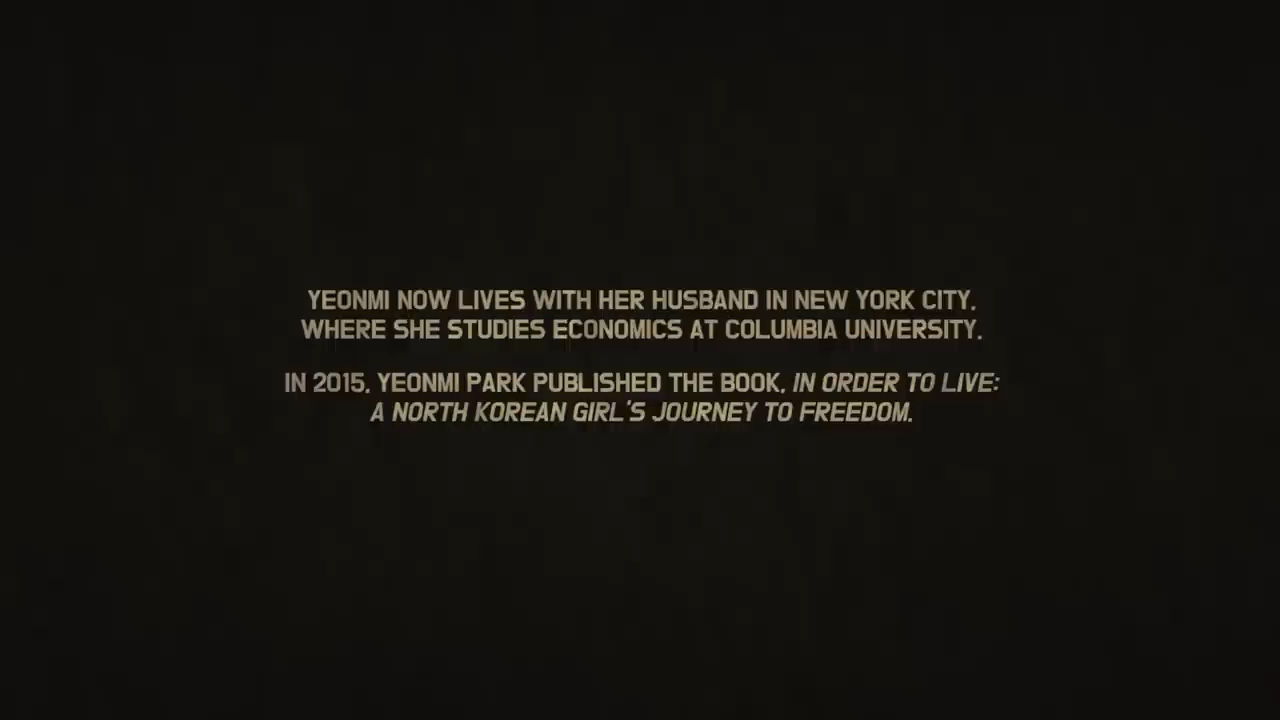 YEONMI NOW LIVES WITH HER HUSBAND IN NEW YORK CITY,
WHERE SHE STUDIES ECONOMICS AT COLUMBIA UNIVERSITY.
IN 2015, YEONMI PARK PUBLISHED THE BOOK, IN ORDER TO LIVE:
A NORTH KOREAN GIRL'S JOURNEY TO FREEDOM.